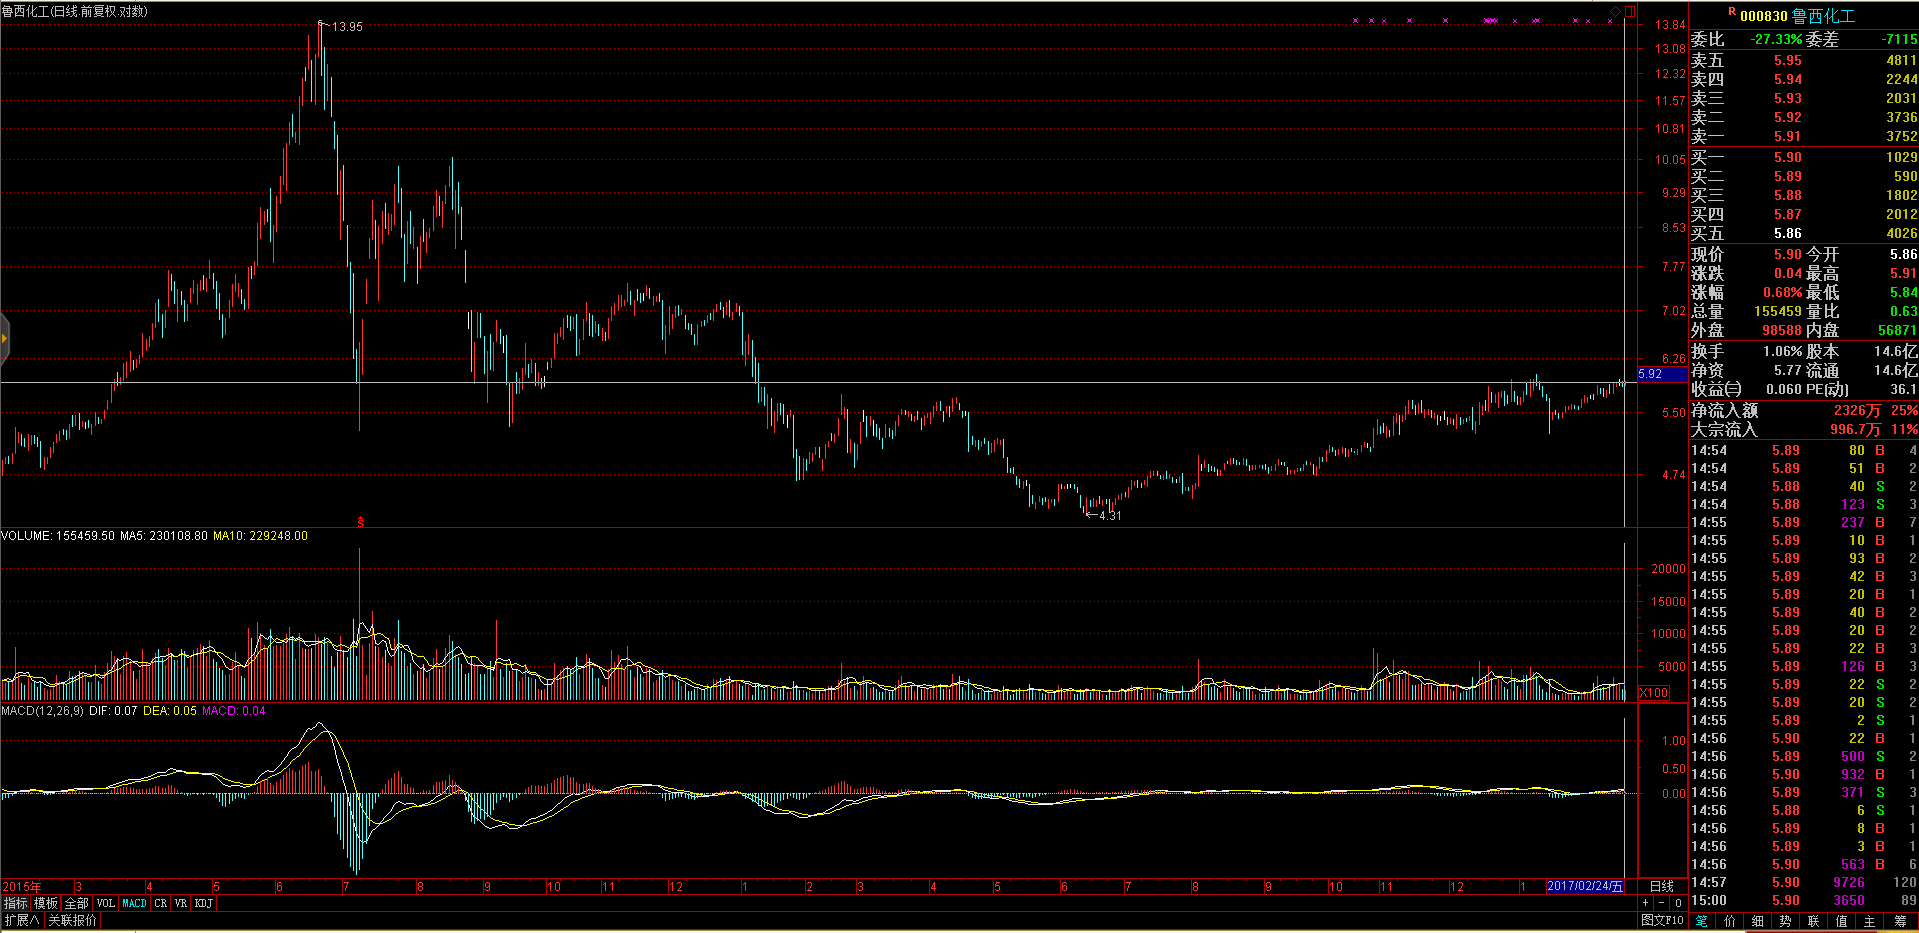 鲁西化工(日线.前复权.对数)
13.95
4.31
13.84
13.08
12.32
11.57
10.81
10.05
9.29
8.53
7.77
7.02
6.26
5.92
5.50
4.74
VOLUME: 155459.50 MA5: 230108.80 MA10: 229248.00
20000
15000
10000
5000
X100
MACD(12,26,9) DIF: 0.07 DEA: 0.05 MACD: 0.04
1.00
0.50
0.00
2015年 3 4 5 6 7 8 9 10 11 12 1 2 3 4 5 6 7 8 9 10 11 12 1 2017/02/24/五 日线
指标 模板 全部 VOL MACD CR VR KDJ + - 0
扩展∧ 关联报价 图文F10
R 000830 鲁西化工
委比 -27.33% 委差 -7115
卖五 5.95 4811
卖四 5.94 2244
卖三 5.93 2031
卖二 5.92 3736
卖一 5.91 3752
买一 5.90 1029
买二 5.89 590
买三 5.88 1802
买四 5.87 2012
买五 5.86 4026
现价 5.90 今开 5.86
涨跌 0.04 最高 5.91
涨幅 0.68% 最低 5.84
总量 155459 量比 0.63
外盘 98588 内盘 56871
换手 1.06% 股本 14.6亿
净资 5.77 流通 14.6亿
收益㈢ 0.060 PE(动) 36.1
净流入额 2326万 25%
大宗流入 996.7万 11%
14:54 5.89 80 B 4
14:54 5.89 51 B 2
14:54 5.88 40 S 2
14:54 5.88 123 S 3
14:55 5.89 237 B 7
14:55 5.89 10 B 1
14:55 5.89 93 B 2
14:55 5.89 42 B 3
14:55 5.89 20 B 1
14:55 5.89 40 B 2
14:55 5.89 20 B 2
14:55 5.89 22 B 3
14:55 5.89 126 B 3
14:55 5.89 22 S 2
14:55 5.89 20 S 2
14:55 5.89 2 S 1
14:56 5.90 22 B 1
14:56 5.89 500 S 2
14:56 5.90 932 B 1
14:56 5.89 371 S 3
14:56 5.88 6 S 1
14:56 5.89 8 B 1
14:56 5.89 3 B 1
14:56 5.90 563 B 6
14:57 5.90 9726 120
15:00 5.90 3650 89
笔 价 细 势 联 值 主 筹